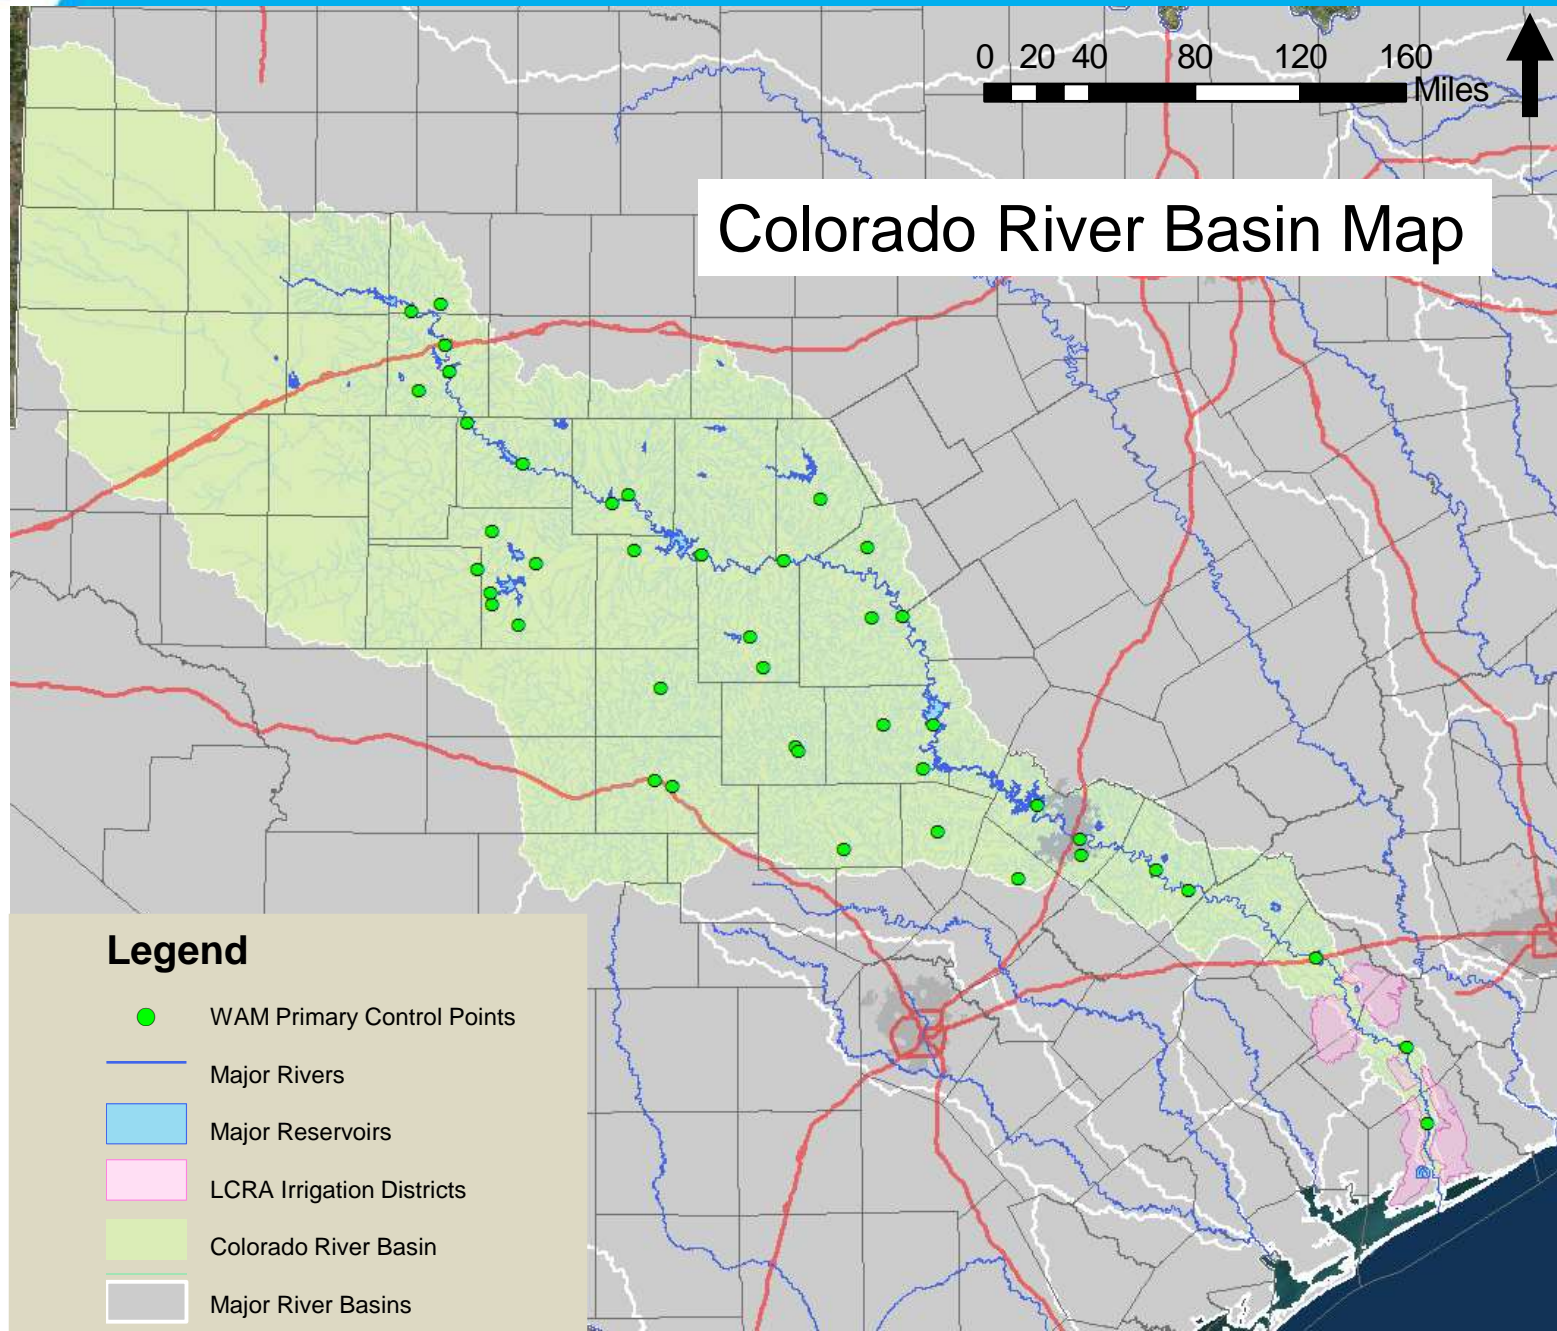 0 20 40 80 120 160
Miles
Colorado River Basin Map
Legend
WAM Primary Control Points
Major Rivers
Major Reservoirs
LCRA Irrigation Districts
Colorado River Basin
Major River Basins